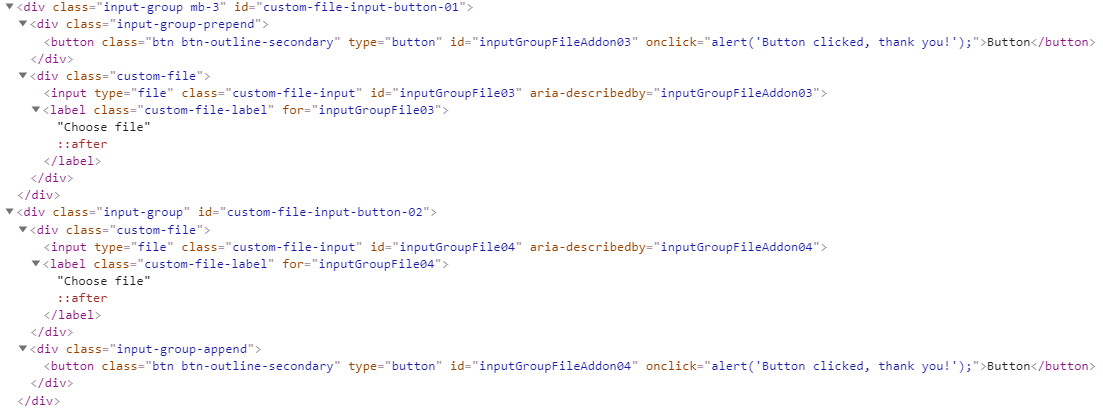 <div class="input-group mb-3" id="custom-file-input-button-01">
<div class="input-group-prepend">
<button class="btn btn-outline-secondary" type="button" id="inputGroupFileAddon03" onclick="alert('Button clicked, thank you!');">Button</button>
</div>
<div class="custom-file">
<input type="file" class="custom-file-input" id="inputGroupFile03" aria-describedby="inputGroupFileAddon03">
<label class="custom-file-label" for="inputGroupFile03">
"Choose file"
::after
</label>
</div>
</div>
<div class="input-group" id="custom-file-input-button-02">
<div class="custom-file">
<input type="file" class="custom-file-input" id="inputGroupFile04" aria-describedby="inputGroupFileAddon04">
<label class="custom-file-label" for="inputGroupFile04">
"Choose file"
::after
</label>
</div>
<div class="input-group-append">
<button class="btn btn-outline-secondary" type="button" id="inputGroupFileAddon04" onclick="alert('Button clicked, thank you!');">Button</button>
</div>
</div>